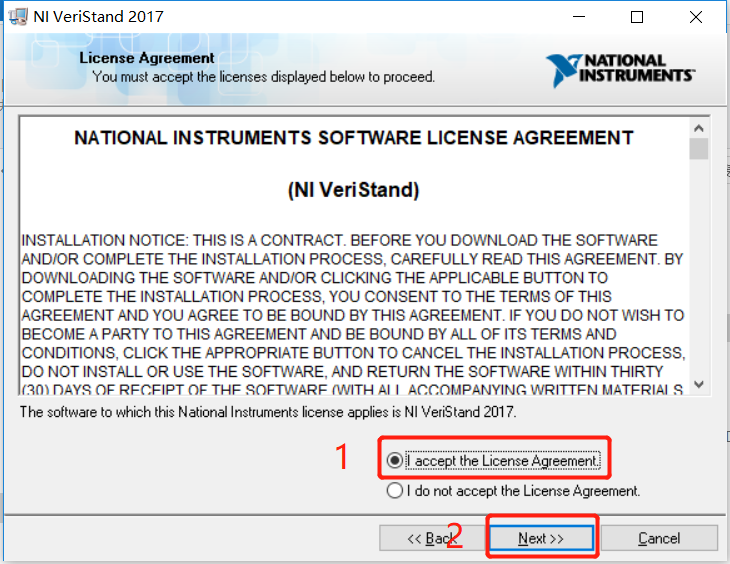 NI VeriStand 2017
License Agreement
You must accept the licenses displayed below to proceed.
NATIONAL
INSTRUMENTS
NATIONAL INSTRUMENTS SOFTWARE LICENSE AGREEMENT
(NI VeriStand)
INSTALLATION NOTICE: THIS IS A CONTRACT. BEFORE YOU DOWNLOAD THE SOFTWARE
AND/OR COMPLETE THE INSTALLATION PROCESS, CAREFULLY READ THIS AGREEMENT. BY
DOWNLOADING THE SOFTWARE AND/OR CLICKING THE APPLICABLE BUTTON TO
COMPLETE THE INSTALLATION PROCESS, YOU CONSENT TO THE TERMS OF THIS
AGREEMENT AND YOU AGREE TO BE BOUND BY THIS AGREEMENT. IF YOU DO NOT WISH TO
BECOME A PARTY TO THIS AGREEMENT AND BE BOUND BY ALL OF ITS TERMS AND
CONDITIONS, CLICK THE APPROPRIATE BUTTON TO CANCEL THE INSTALLATION PROCESS,
DO NOT INSTALL OR USE THE SOFTWARE, AND RETURN THE SOFTWARE WITHIN THIRTY
(30) DAYS OF RECEIPT OF THE SOFTWARE (WITH ALL ACCOMPANYING WRITTEN MATERIALS
The software to which this National Instruments license applies is NI VeriStand 2017.
1
I accept the License Agreement.
I do not accept the License Agreement.
<< Back
2
Next >>
Cancel